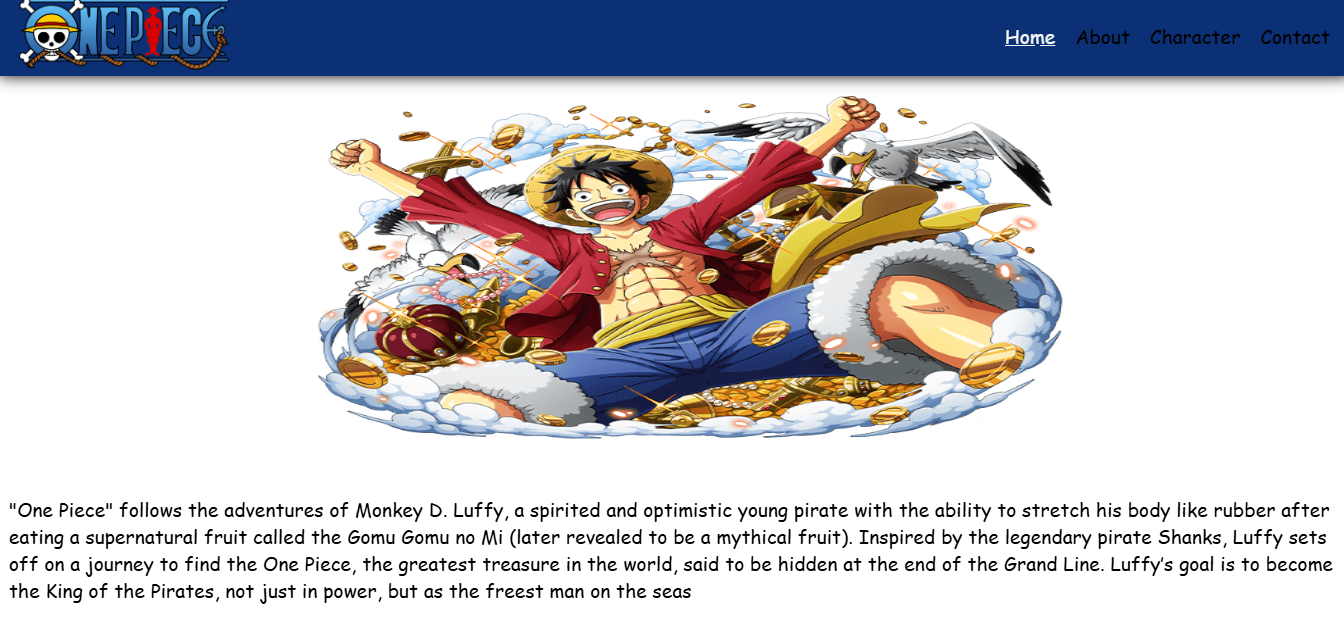 ONE PIECE
Home About Character Contact
"One Piece" follows the adventures of Monkey D. Luffy, a spirited and optimistic young pirate with the ability to stretch his body like rubber after
eating a supernatural fruit called the Gomu Gomu no Mi (later revealed to be a mythical fruit). Inspired by the legendary pirate Shanks, Luffy sets
off on a journey to find the One Piece, the greatest treasure in the world, said to be hidden at the end of the Grand Line. Luffy’s goal is to become
the King of the Pirates, not just in power, but as the freest man on the seas